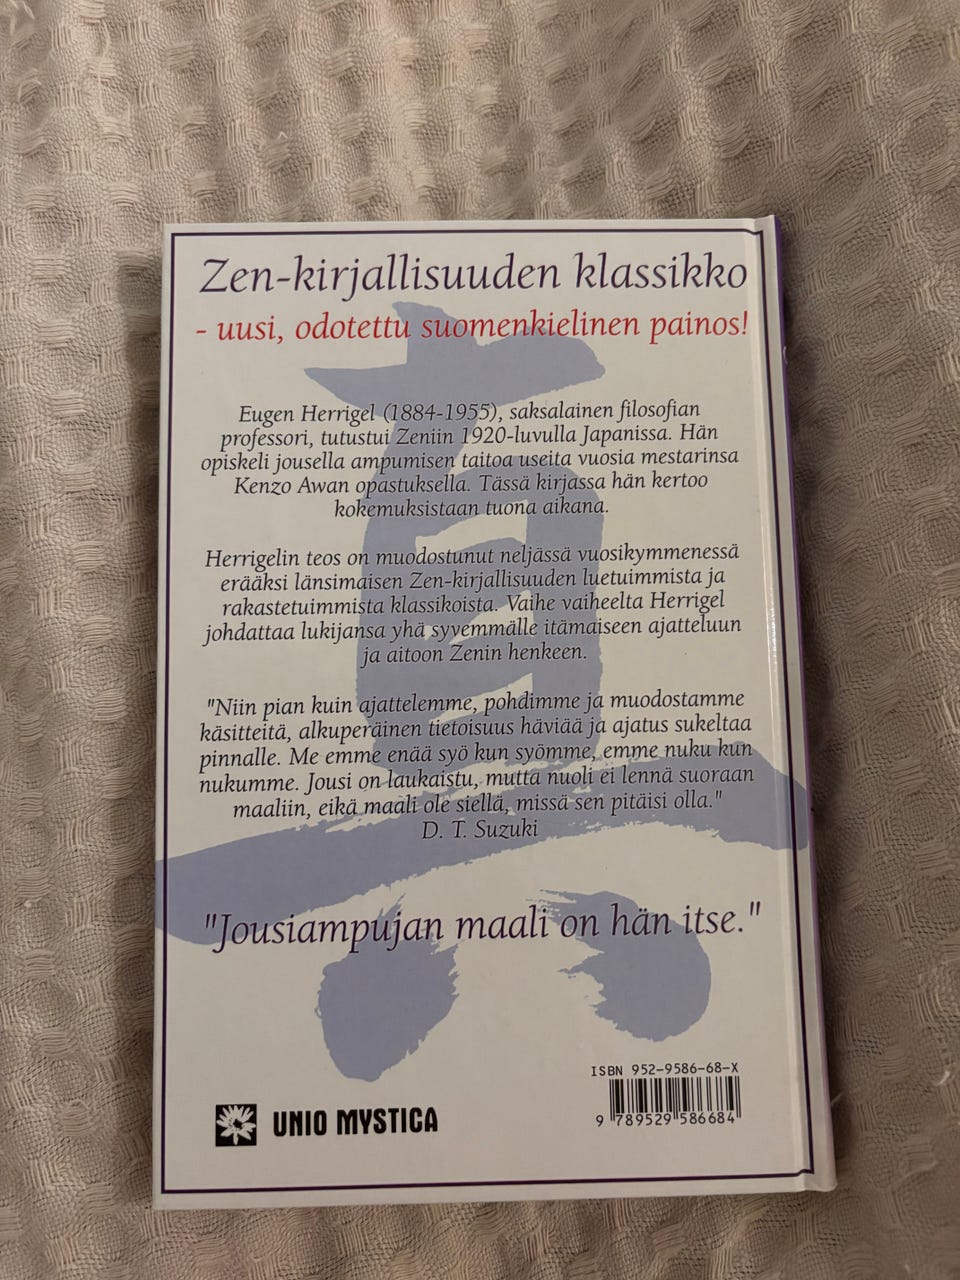 Zen-kirjallisuuden klassikko
- uusi, odotettu suomenkielinen painos!
Eugen Herrigel (1884-1955), saksalainen filosofian
professori, tutustui Zeniin 1920-luvulla Japanissa. Hän
opiskeli jousella ampumisen taitoa useita vuosia mestarinsa
Kenzo Awan opastuksella. Tässä kirjassa hän kertoo
kokemuksistaan tuona aikana.
Herrigelin teos on muodostunut neljässä vuosikymmenessä
erääksi länsimaisen Zen-kirjallisuuden luetuimmista ja
rakastetuimmista klassikoista. Vaihe vaiheelta Herrigel
johdattaa lukijansa yhä syvemmälle itämaiseen ajatteluun
ja aitoon Zenin henkeen.
"Niin pian kuin ajattelemme, pohdimme ja muodostamme
käsitteitä, alkuperäinen tietoisuus häviää ja ajatus sukeltaa
pinnalle. Me emme enää syö kun syömme, emme nuku kun
nukumme. Jousi on laukaistu, mutta nuoli ei lennä suoraan
maaliin, eikä maali ole siellä, missä sen pitäisi olla."
D. T. Suzuki
"Jousiampujan maali on hän itse."
ISBN 952-9586-68-X
9 789529 586684
UNIO MYSTICA